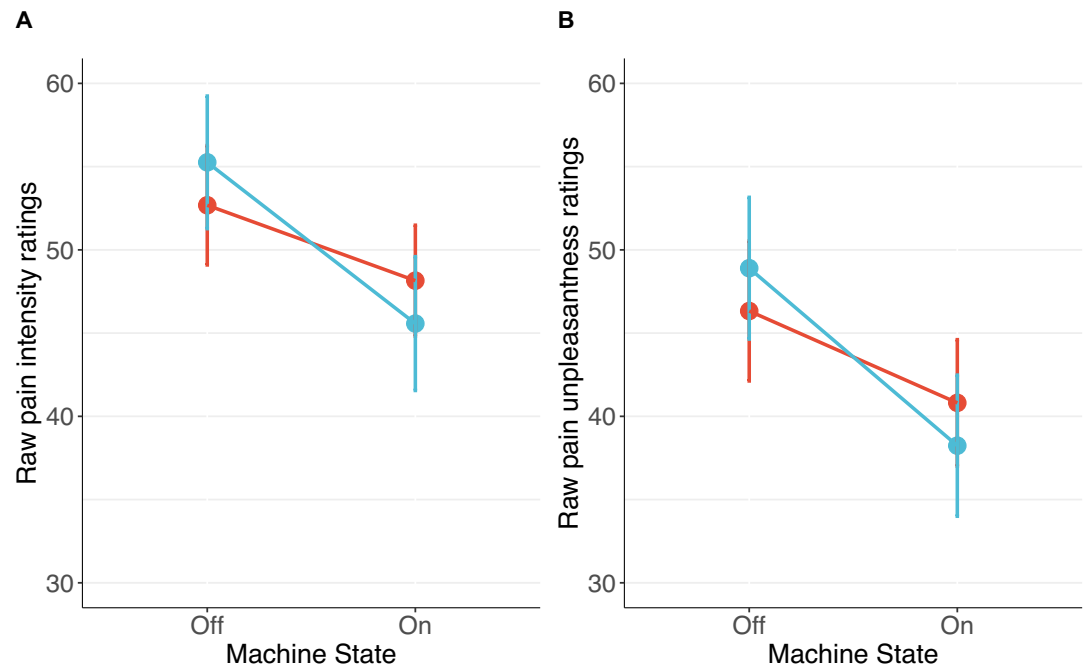 A
B
Raw pain intensity ratings
60
50
40
30
Off
On
Machine State
Raw pain unpleasantness ratings
60
50
40
30
Off
On
Machine State